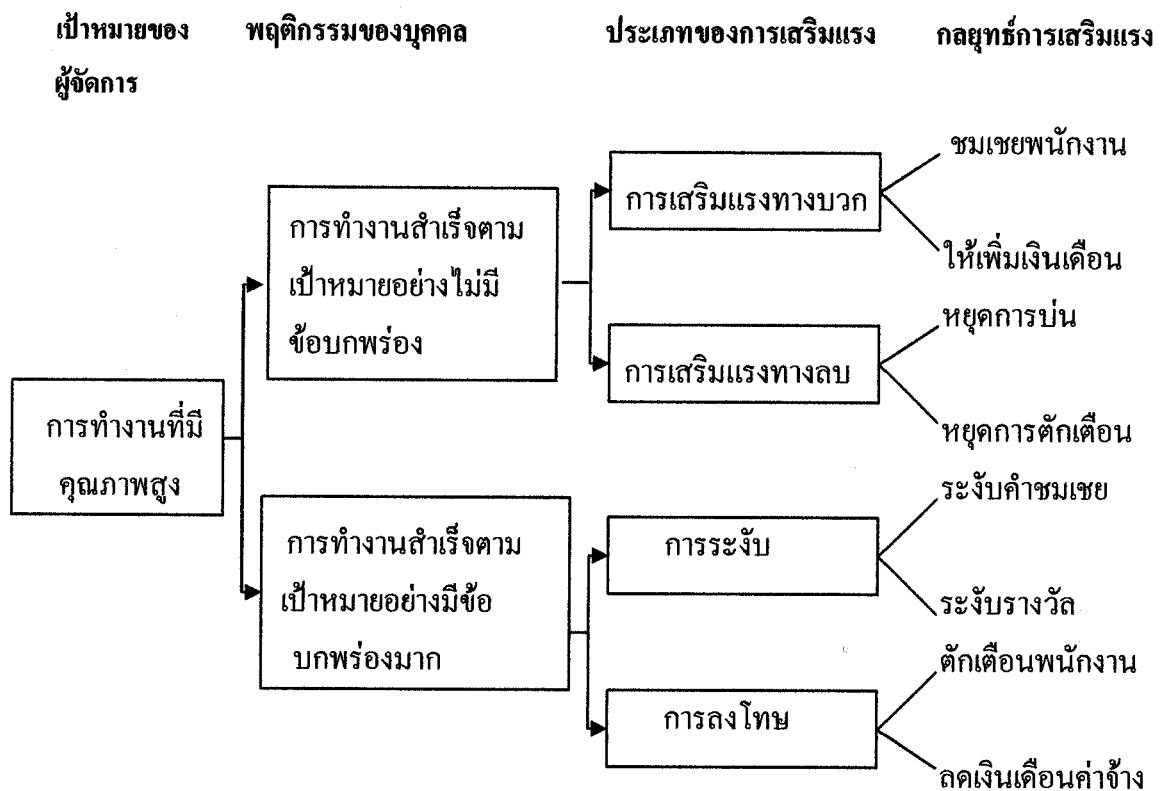 เป้าหมายของ พฤติกรรมของบุคคล ประเภทของการเสริมแรง กลยุทธ์การเสริมแรง
ผู้จัดการ
ชมเชยพนักงาน
การเสริมแรงทางบวก
ให้เพิ่มเงินเดือน
การทำงานสำเร็จตาม
เป้าหมายอย่างไม่มี
ข้อบกพร่อง
หยุดการบ่น
การเสริมแรงทางลบ
หยุดการตักเตือน
การทำงานที่มี
คุณภาพสูง
ระงับคำชมเชย
การระงับ
ระงับรางวัล
การทำงานสำเร็จตาม
เป้าหมายอย่างมีข้อ
บกพร่องมาก
ตักเตือนพนักงาน
การลงโทษ
ลดเงินเดือนค่าจ้าง